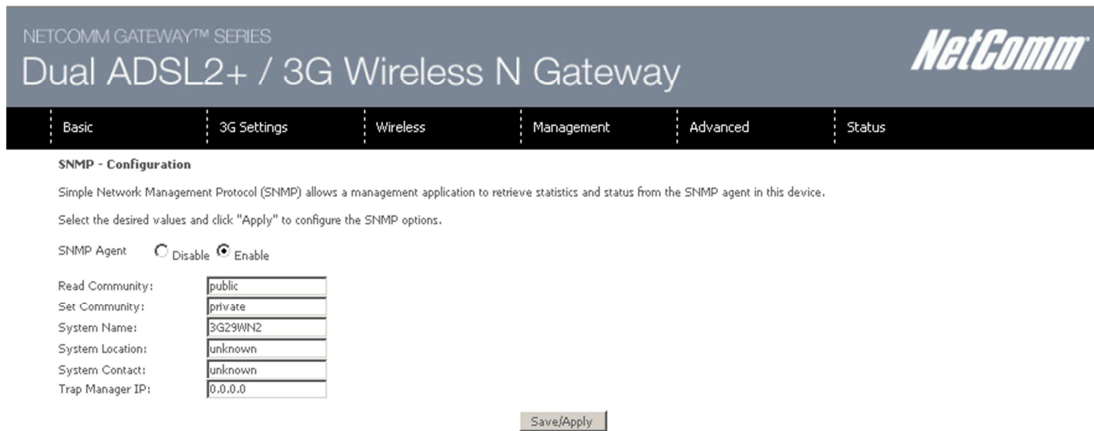 NETCOMM GATEWAY™ SERIES
Dual ADSL2+ / 3G Wireless N Gateway
NetComm
Basic 3G Settings Wireless Management Advanced Status
SNMP - Configuration
Simple Network Management Protocol (SNMP) allows a management application to retrieve statistics and status from the SNMP agent in this device.
Select the desired values and click "Apply" to configure the SNMP options.
SNMP Agent Disable Enable
Read Community: public
Set Community: private
System Name: 3G29WN2
System Location: unknown
System Contact: unknown
Trap Manager IP: 0.0.0.0
Save/Apply